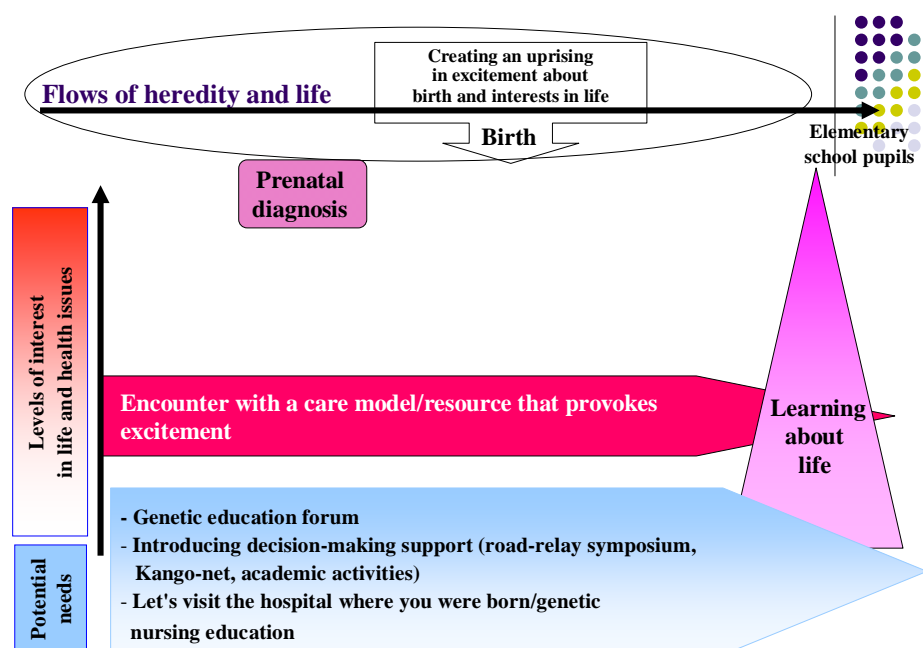 Creating an uprising
in excitement about
birth and interests in life
Flows of heredity and life
Birth
Elementary
school pupils
Prenatal
diagnosis
Levels of interest
in life and health issues
Encounter with a care model/resource that provokes
excitement
Learning
about
life
Potential
needs
- Genetic education forum
- Introducing decision-making support (road-relay symposium,
Kango-net, academic activities)
- Let's visit the hospital where you were born/genetic
nursing education